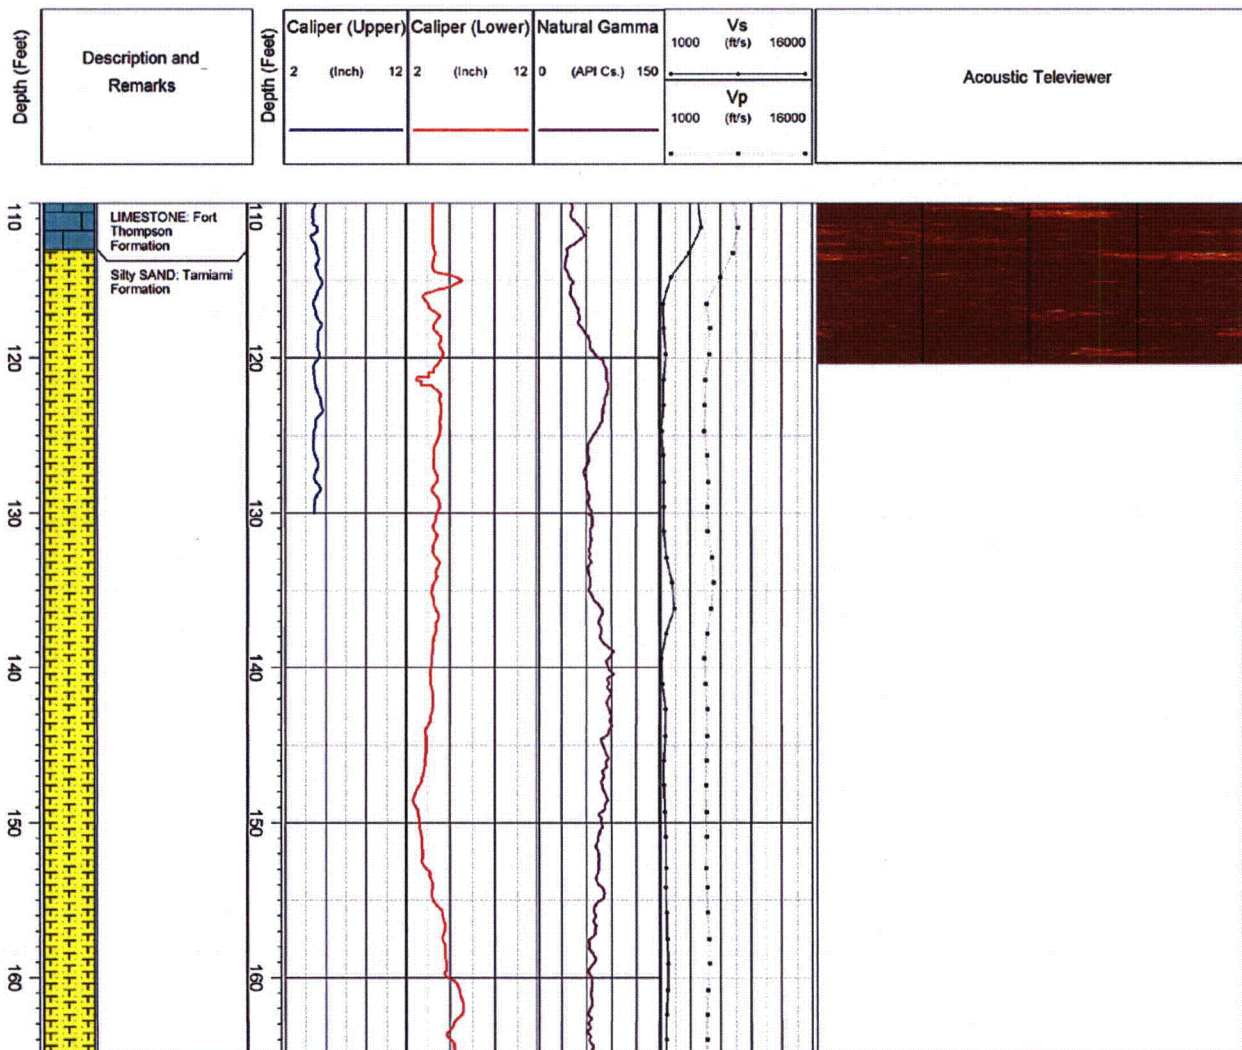 Depth (Feet)
Description and
Remarks
Depth (Feet)
Caliper (Upper)
2 (Inch) 12
Caliper (Lower)
2 (Inch) 12
Natural Gamma
0 (API Cs.) 150
Vs
1000 (ft/s) 16000
Vp
1000 (ft/s) 16000
Acoustic Televiewer
110
LIMESTONE: Fort
Thompson
Formation
Silty SAND: Tamiami
Formation
110
120
120
130
130
140
140
150
150
160
160